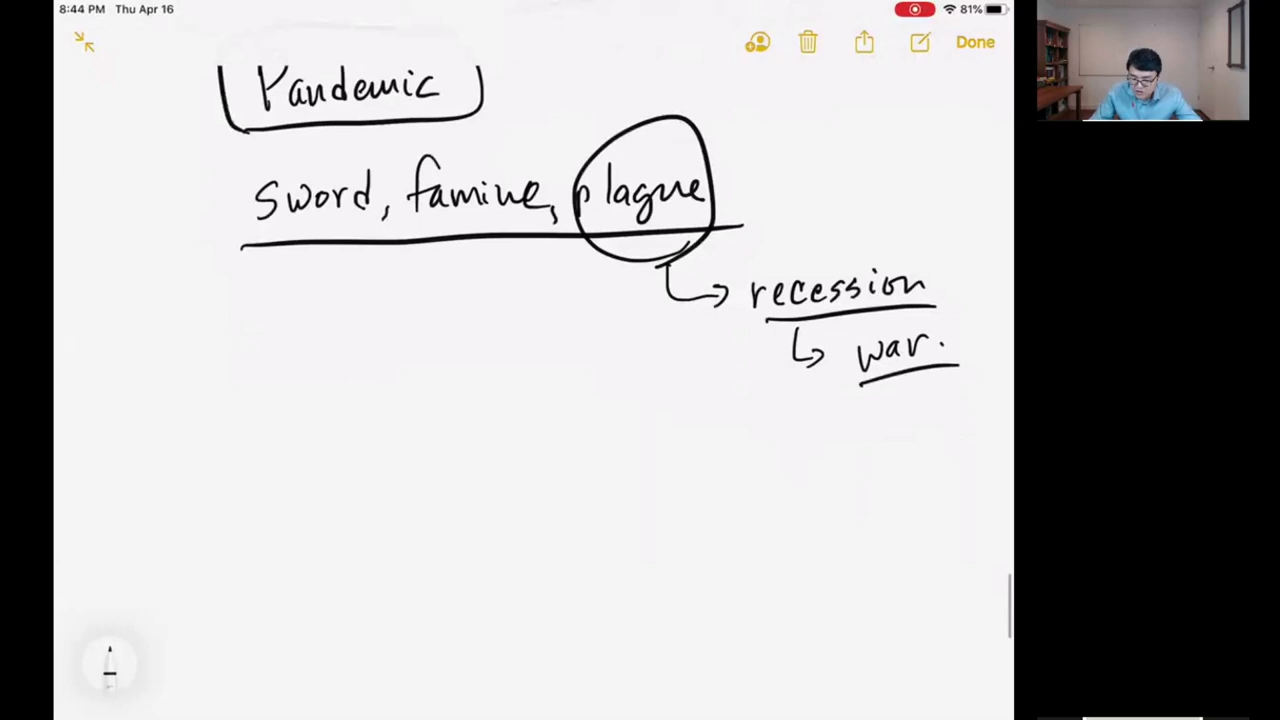 8:44 PM Thu Apr 16
81%
Done
Pandemic
sword, famine, plague
recession
war.